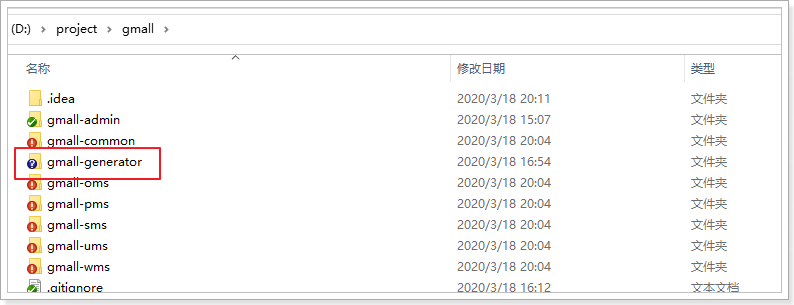 (D:) > project > gmall >
名称 修改日期 类型
.idea 2020/3/18 20:11 文件夹
gmall-admin 2020/3/18 15:07 文件夹
gmall-common 2020/3/18 20:04 文件夹
gmall-generator 2020/3/18 16:54 文件夹
gmall-oms 2020/3/18 20:04 文件夹
gmall-pms 2020/3/18 20:04 文件夹
gmall-sms 2020/3/18 20:04 文件夹
gmall-ums 2020/3/18 20:04 文件夹
gmall-wms 2020/3/18 20:04 文件夹
.gitignore 2020/3/18 16:12 文本文档